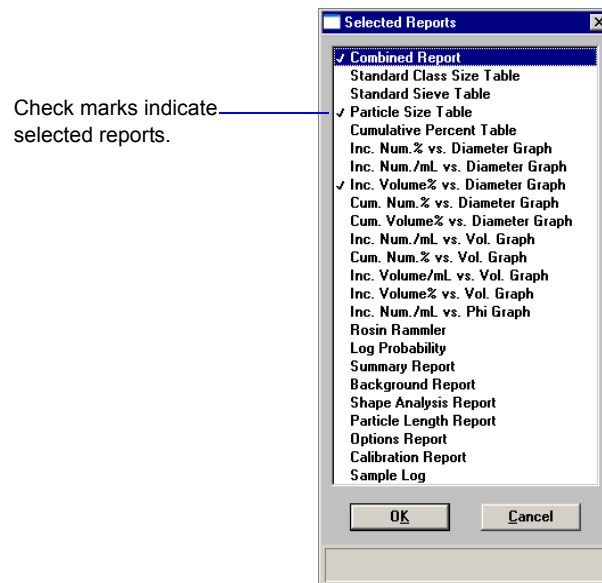 Selected Reports
Check marks indicate
selected reports.
✓ Combined Report
Standard Class Size Table
Standard Sieve Table
✓ Particle Size Table
Cumulative Percent Table
Inc. Num.% vs. Diameter Graph
Inc. Num./mL vs. Diameter Graph
✓ Inc. Volume% vs. Diameter Graph
Cum. Num.% vs. Diameter Graph
Cum. Volume% vs. Diameter Graph
Inc. Num./mL vs. Vol. Graph
Cum. Num.% vs. Vol. Graph
Inc. Volume/mL vs. Vol. Graph
Inc. Volume% vs. Vol. Graph
Inc. Num./mL vs. Phi Graph
Rosin Rammler
Log Probability
Summary Report
Background Report
Shape Analysis Report
Particle Length Report
Options Report
Calibration Report
Sample Log
OK
Cancel